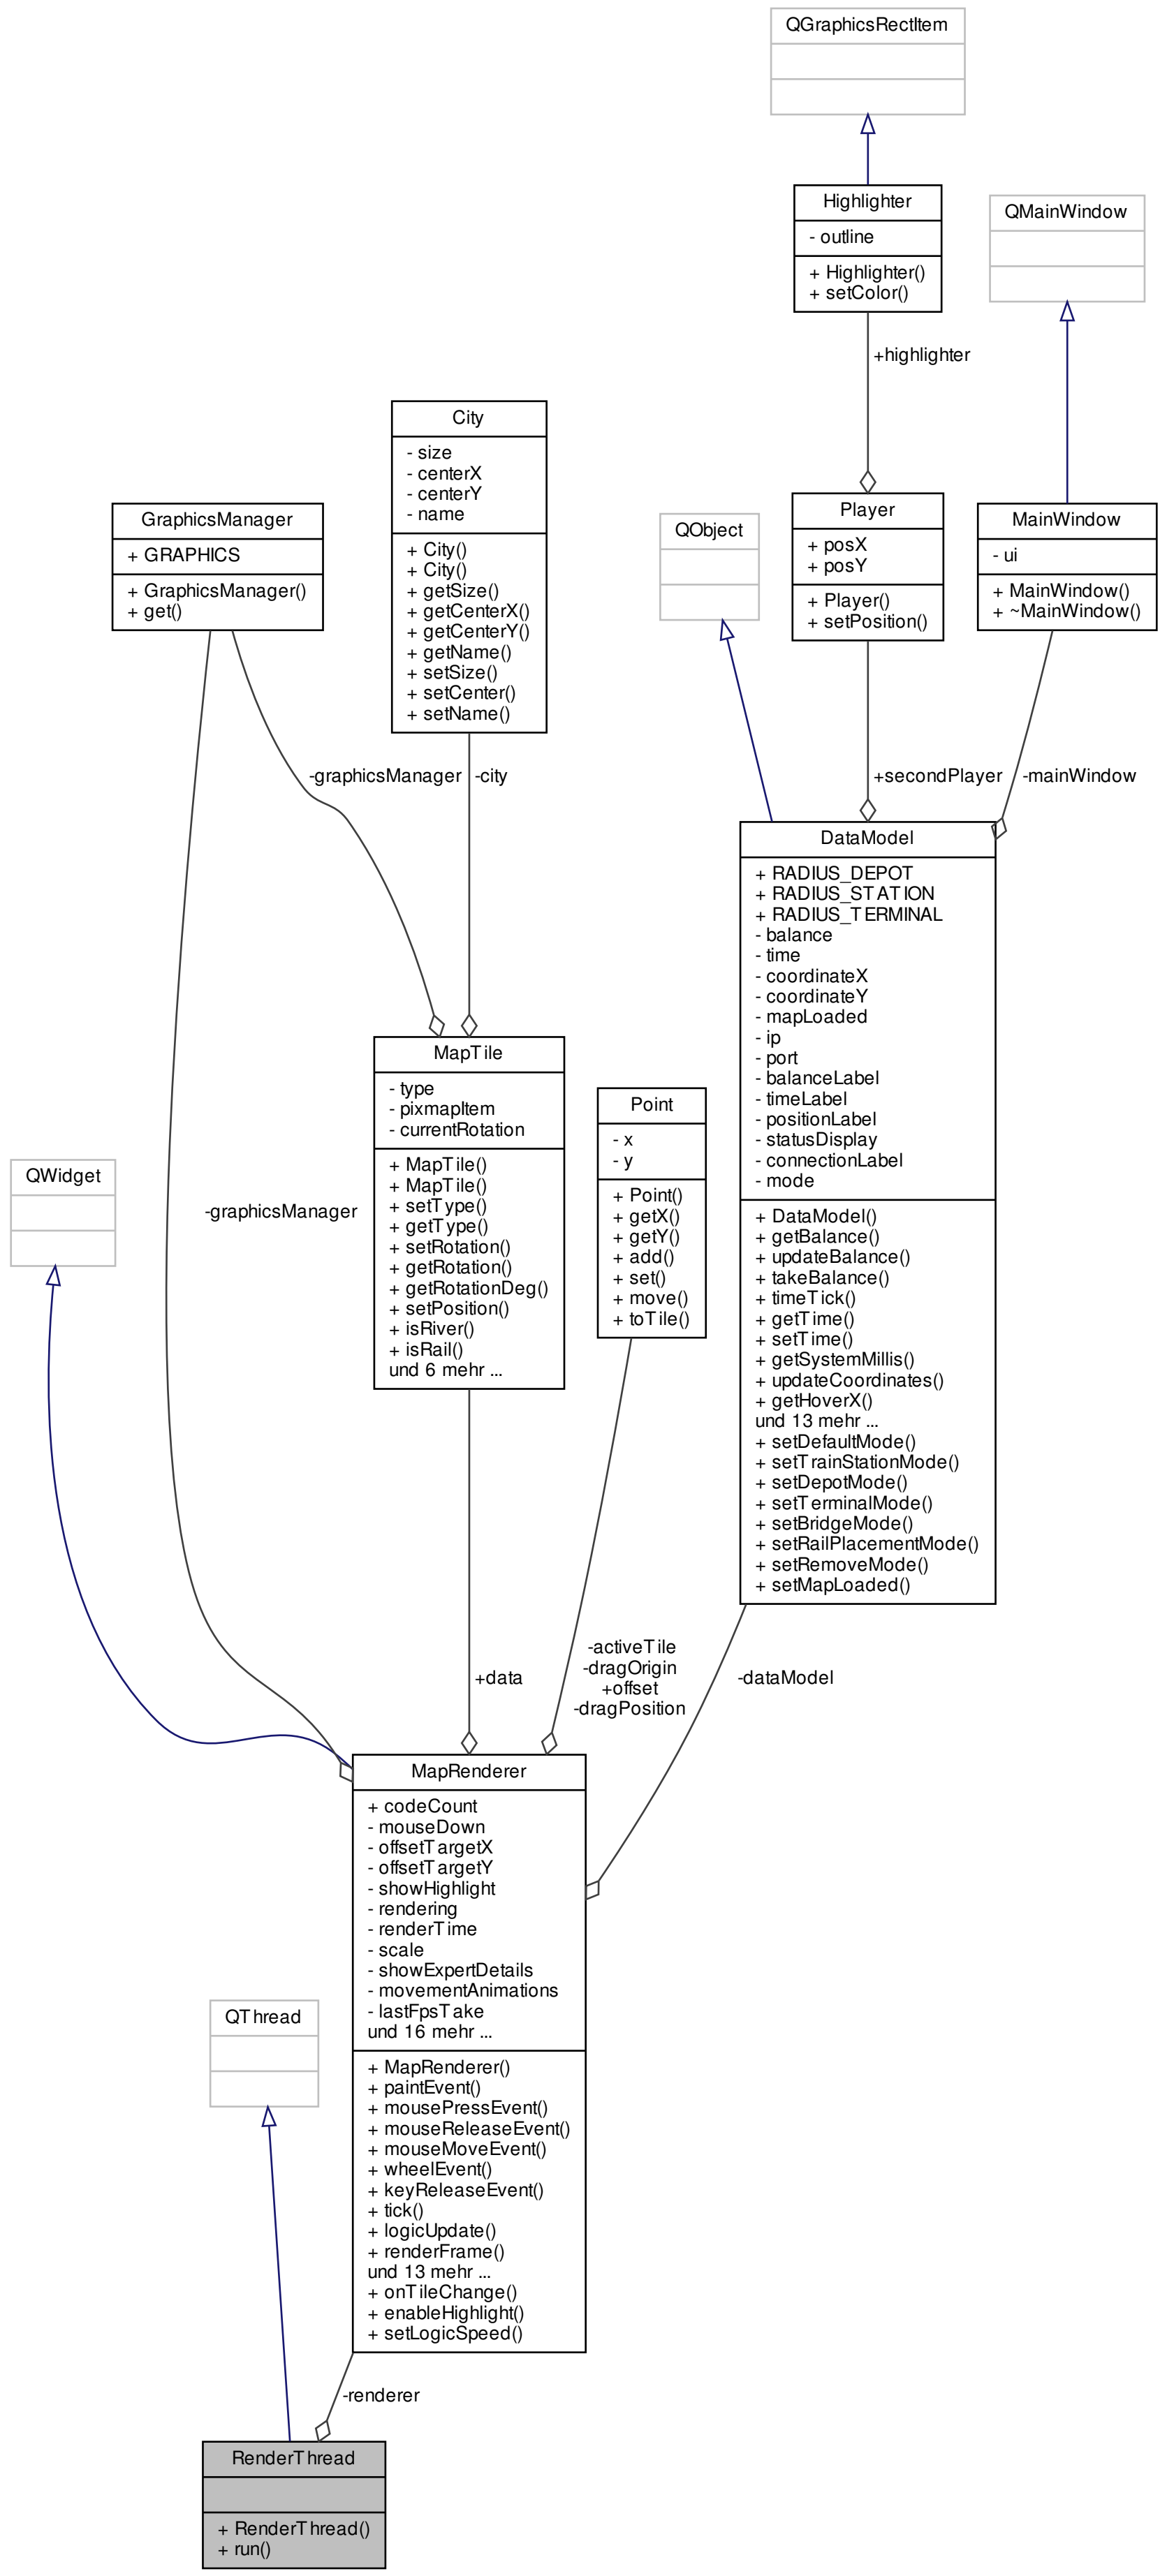 QGraphicsRectItem
Highlighter
- outline
+ Highlighter()
+ setColor()
QMainWindow
+highlighter
City
- size
- centerX
- centerY
- name
+ City()
+ City()
+ getSize()
+ getCenterX()
+ getCenterY()
+ getName()
+ setSize()
+ setCenter()
+ setName()
GraphicsManager
+ GRAPHICS
+ GraphicsManager()
+ get()
QObject
Player
+ posX
+ posY
+ Player()
+ setPosition()
MainWindow
- ui
+ MainWindow()
+ ~MainWindow()
-graphicsManager
-city
+secondPlayer
-mainWindow
DataModel
+ RADIUS_DEPOT
+ RADIUS_STATION
+ RADIUS_TERMINAL
- balance
- time
- coordinateX
- coordinateY
- mapLoaded
- ip
- port
- balanceLabel
- timeLabel
- positionLabel
- statusDisplay
- connectionLabel
- mode
+ DataModel()
+ getBalance()
+ updateBalance()
+ takeBalance()
+ timeTick()
+ getTime()
+ setTime()
+ getSystemMillis()
+ updateCoordinates()
+ getHoverX()
und 13 mehr ...
+ setDefaultMode()
+ setTrainStationMode()
+ setDepotMode()
+ setTerminalMode()
+ setBridgeMode()
+ setRailPlacementMode()
+ setRemoveMode()
+ setMapLoaded()
MapTile
- type
- pixmapItem
- currentRotation
+ MapTile()
+ MapTile()
+ setType()
+ getType()
+ setRotation()
+ getRotation()
+ getRotationDeg()
+ setPosition()
+ isRiver()
+ isRail()
und 6 mehr ...
Point
- x
- y
+ Point()
+ getX()
+ getY()
+ add()
+ set()
+ move()
+ toTile()
QWidget
-graphicsManager
+data
-activeTile
-dragOrigin
+offset
-dragPosition
-dataModel
MapRenderer
+ codeCount
- mouseDown
- offsetTargetX
- offsetTargetY
- showHighlight
- rendering
- renderTime
- scale
- showExpertDetails
- movementAnimations
- lastFpsTake
und 16 mehr ...
+ MapRenderer()
+ paintEvent()
+ mousePressEvent()
+ mouseReleaseEvent()
+ mouseMoveEvent()
+ wheelEvent()
+ keyReleaseEvent()
+ tick()
+ logicUpdate()
+ renderFrame()
und 13 mehr ...
+ onTileChange()
+ enableHighlight()
+ setLogicSpeed()
QThread
-renderer
RenderThread
+ RenderThread()
+ run()